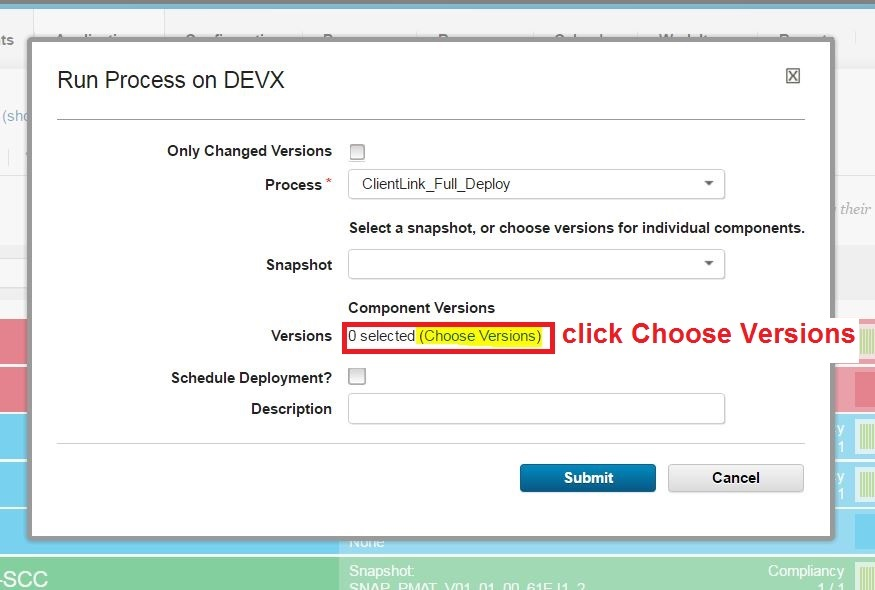 ts
Run Process on DEVX
(sho
Only Changed Versions
Process * ClientLink_Full_Deploy
their
Select a snapshot, or choose versions for individual components.
Snapshot
Component Versions
Versions 0 selected (Choose Versions) click Choose Versions
Schedule Deployment?
Description
Submit Cancel
None
-SCC
Snapshot: Compliancy
1 / 1